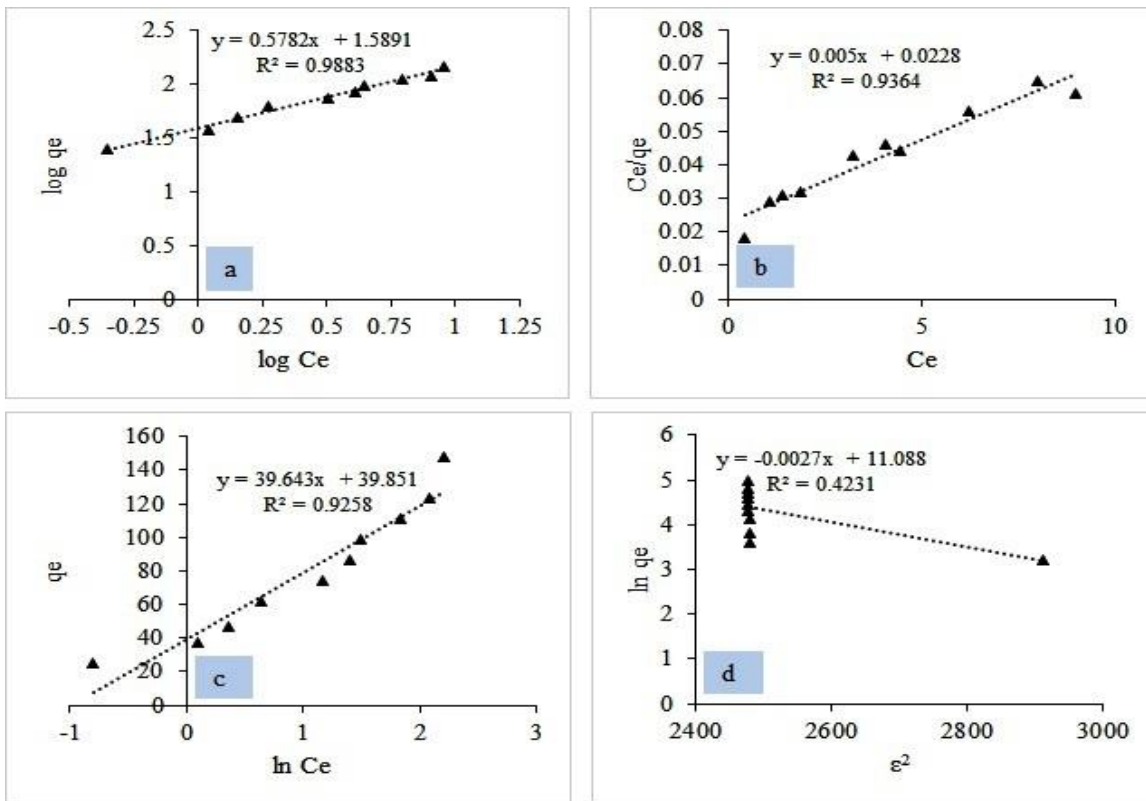 y = 0.5782x + 1.5891
R² = 0.9883
2.5
2
1.5
1
0.5
0
log qe
-0.5
-0.25
0
0.25
0.5
0.75
1
1.25
log Ce
a
y = 0.005x + 0.0228
R² = 0.9364
0.08
0.07
0.06
0.05
0.04
0.03
0.02
0.01
0
Ce/qe
0
5
10
Ce
b
y = 39.643x + 39.851
R² = 0.9258
160
140
120
100
80
60
40
20
0
qe
-1
0
1
2
3
ln Ce
c
y = -0.0027x + 11.088
R² = 0.4231
6
5
4
3
2
1
0
ln qe
2400
2600
2800
3000
ε²
d